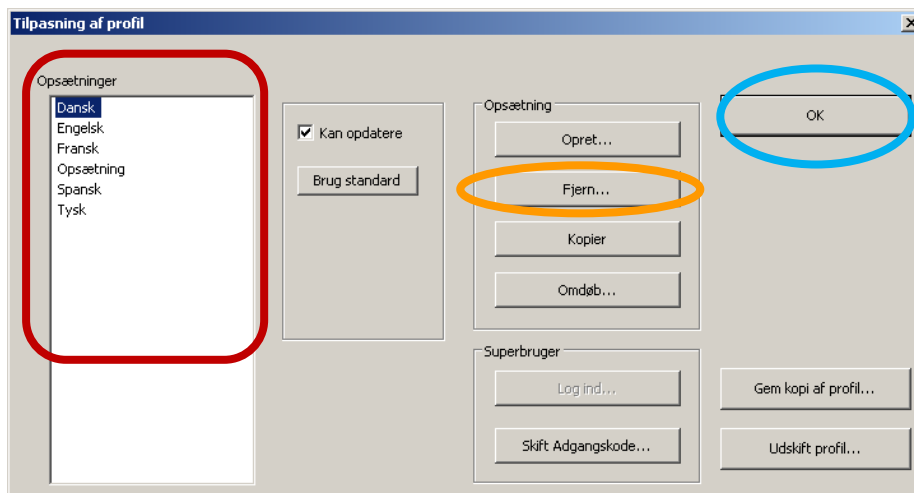 Tilpasning af profil
Opsætninger
Dansk
Engelsk
Fransk
Opsætning
Spansk
Tysk
Kan opdatere
Brug standard
Opsætning
Opret...
Fjern...
Kopier
Omdøb...
Superbruger
Log ind...
Skift Adgangskode...
OK
Gem kopi af profil...
Udskift profil...